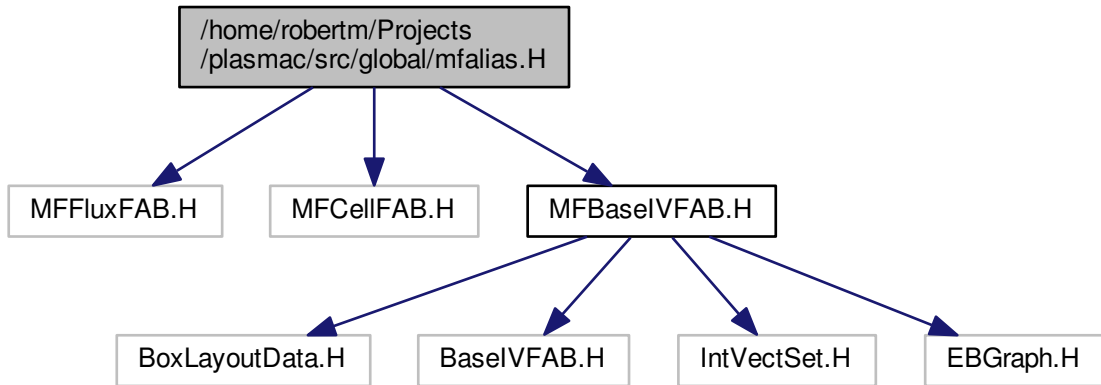 /home/robertm/Projects
/plasmac/src/global/mfalias.H
MFFluxFAB.H
MFCellFAB.H
MFBaseIVFAB.H
BoxLayoutData.H
BaseIVFAB.H
IntVectSet.H
EBGraph.H